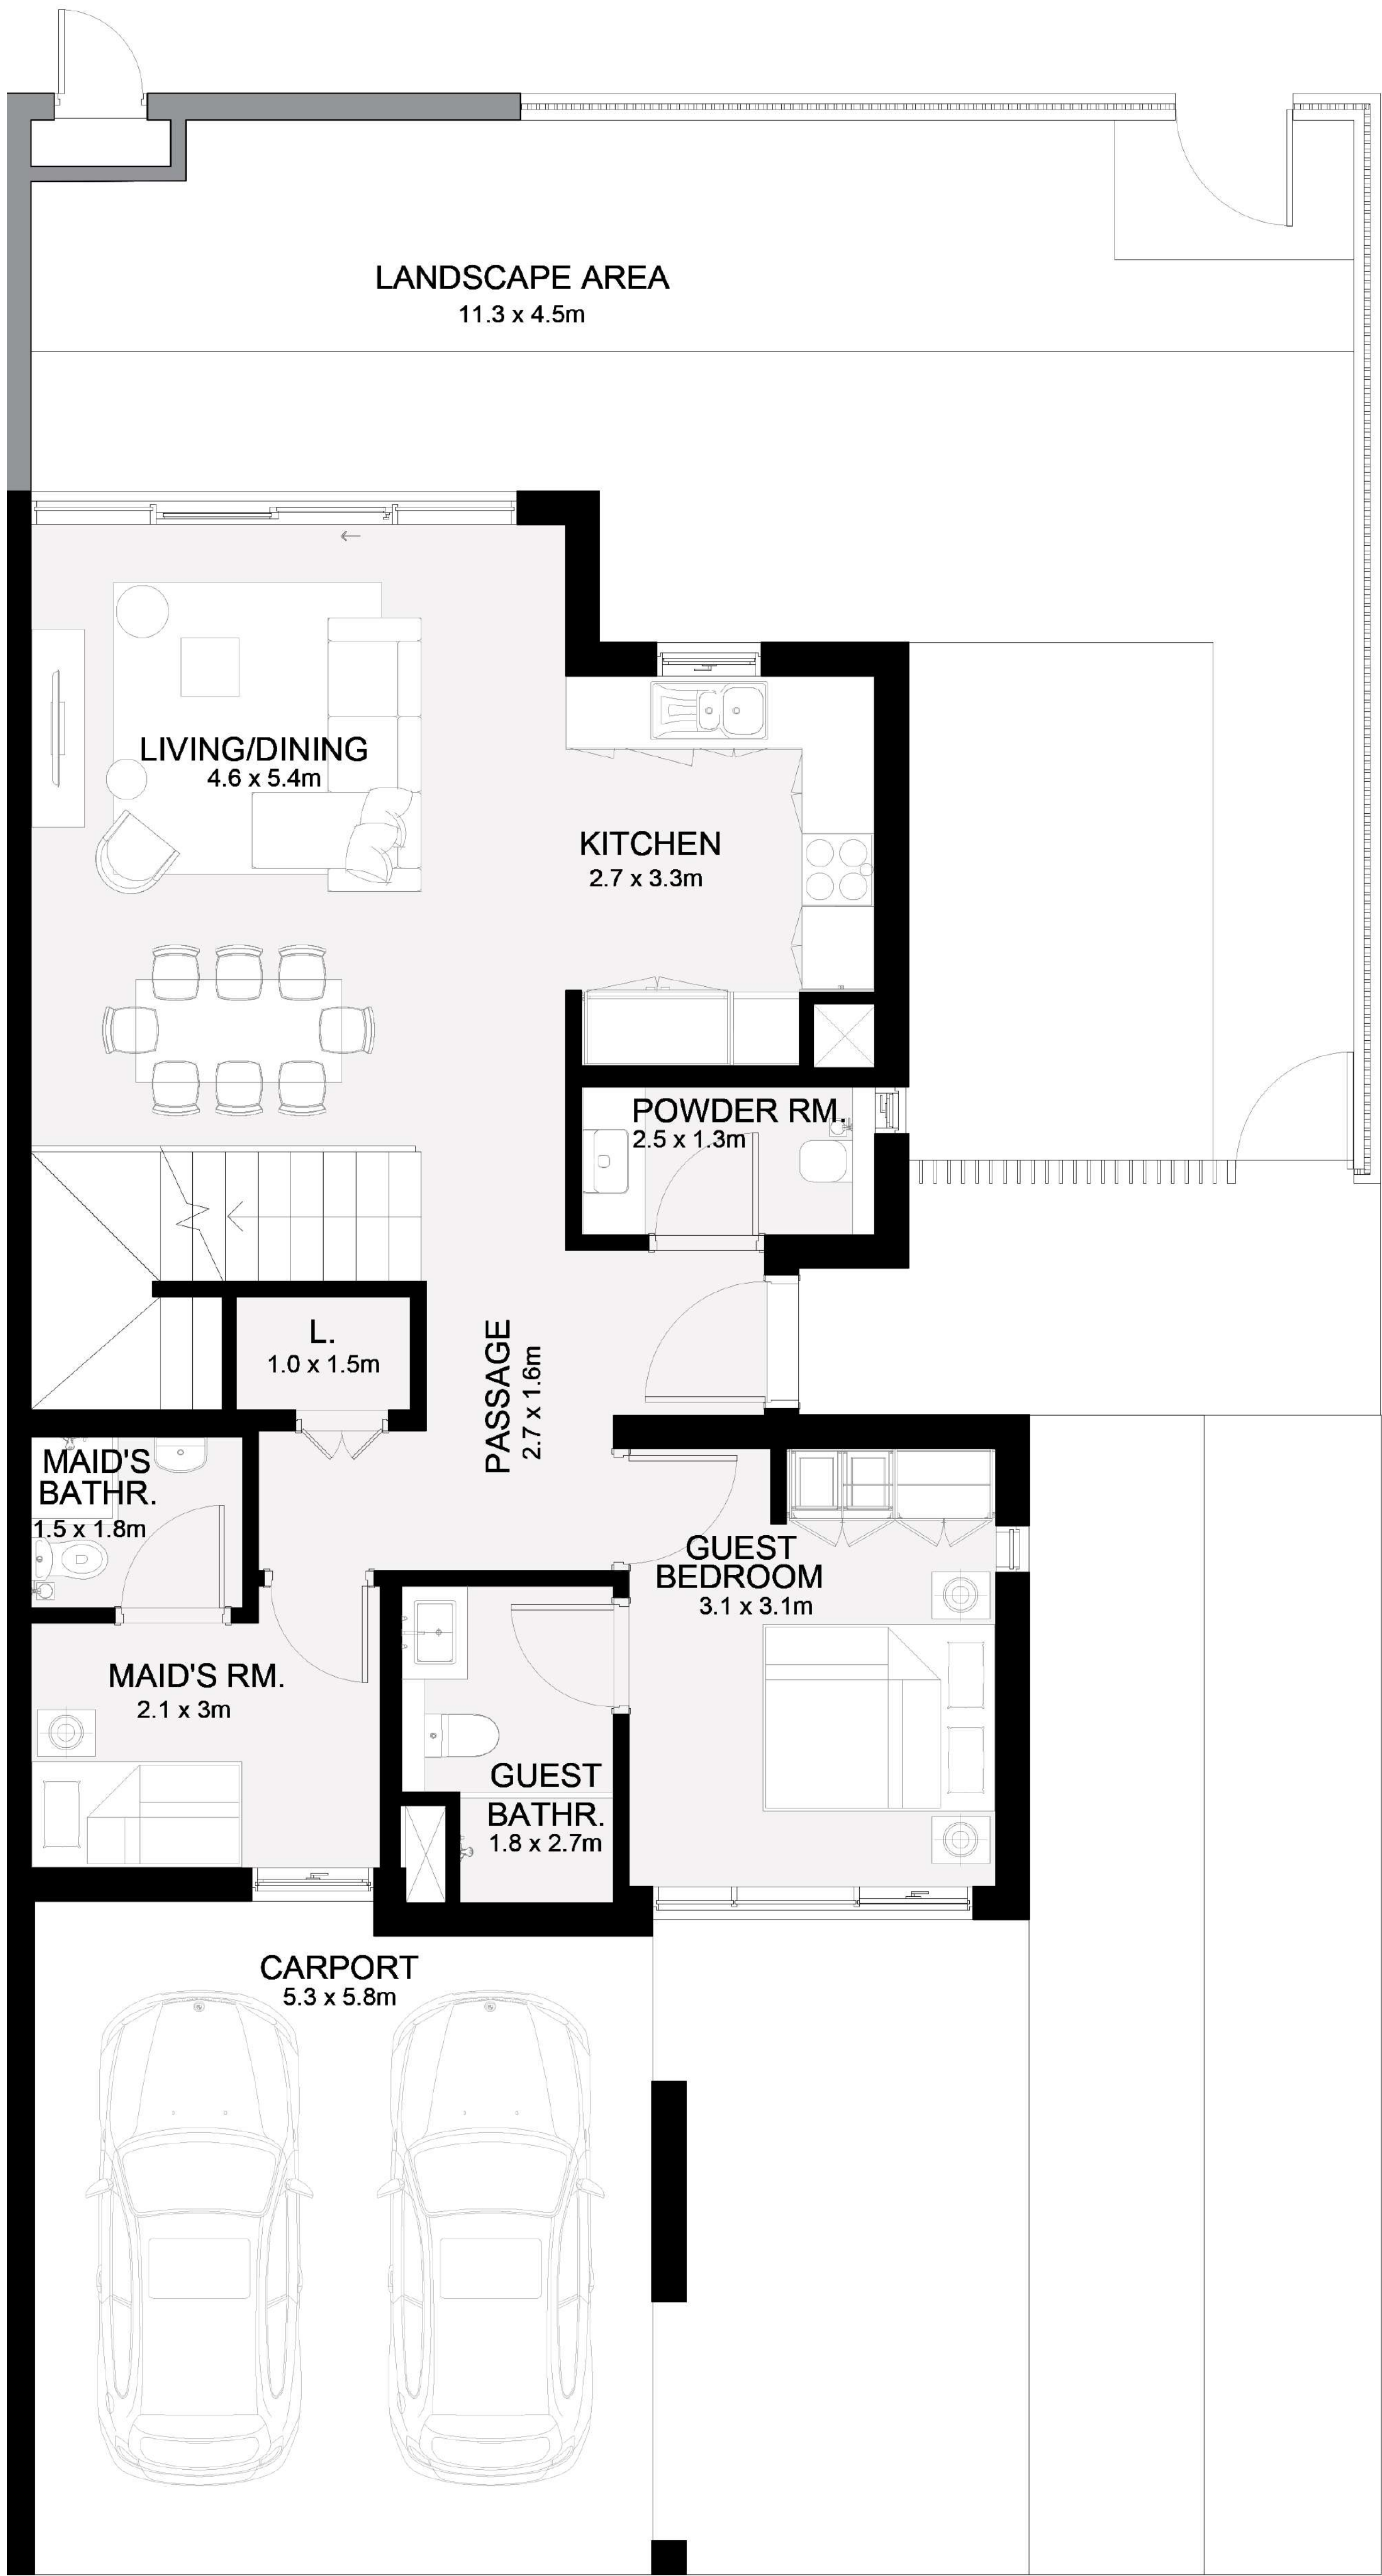 LANDSCAPE AREA
11.3 x 4.5m
LIVING/DINING
4.6 x 5.4m
KITCHEN
2.7 x 3.3m
POWDER RM.
2.5 x 1.3m
L.
1.0 x 1.5m
PASSAGE
2.7 x 1.6m
MAID'S
BATHR.
1.5 x 1.8m
GUEST
BEDROOM
3.1 x 3.1m
MAID'S RM.
2.1 x 3m
GUEST
BATHR.
1.8 x 2.7m
CARPORT
5.3 x 5.8m